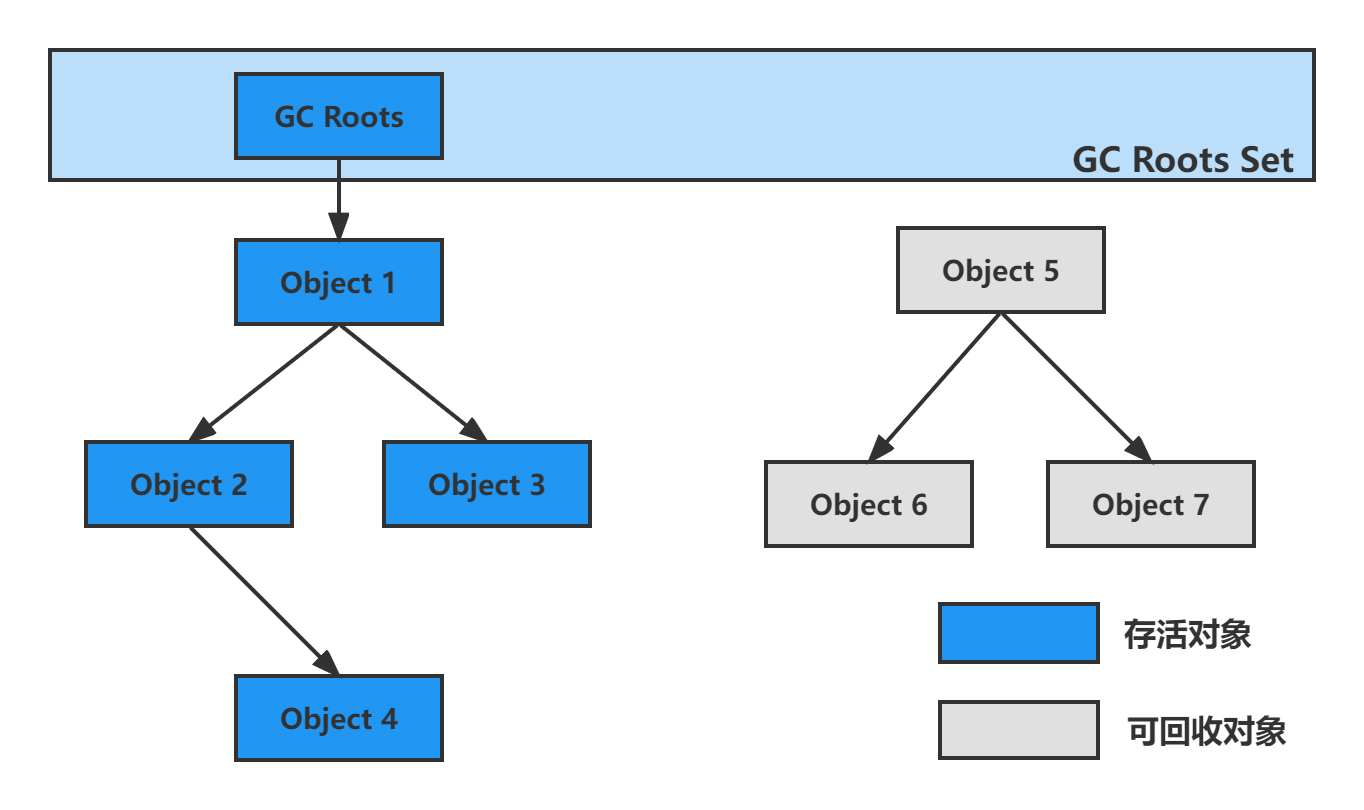 GC Roots
GC Roots Set
Object 1
Object 5
Object 2
Object 3
Object 6
Object 7
存活对象
Object 4
可回收对象